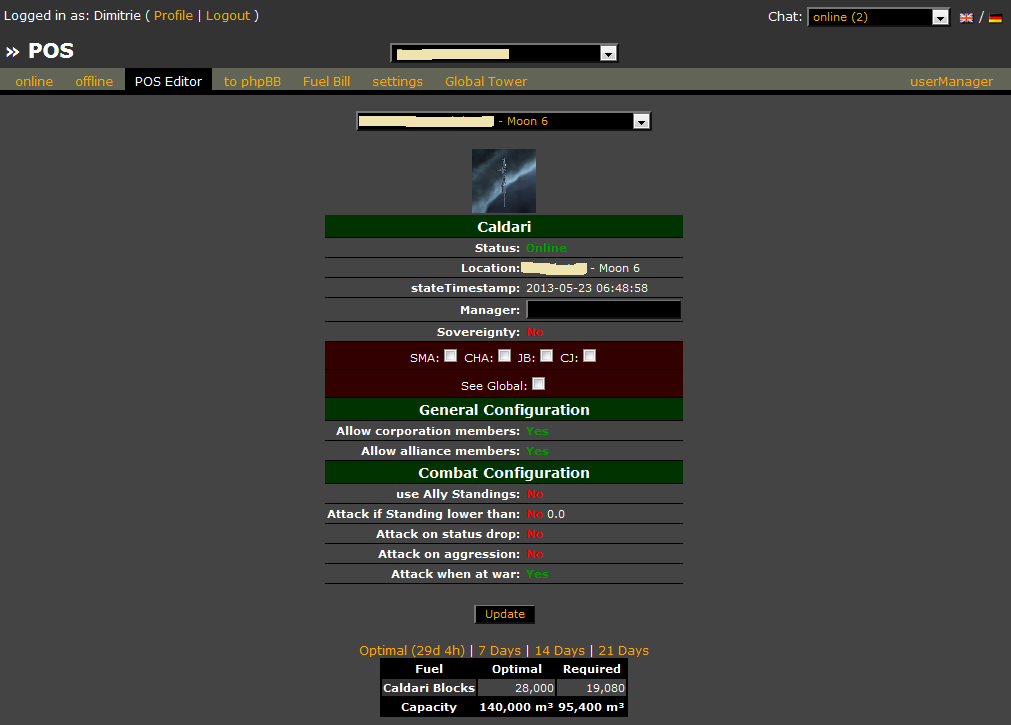 Logged in as: Dimitrie ( Profile | Logout )
Chat: online (2) /
» POS
online offline POS Editor to phpBB Fuel Bill settings Global Tower userManager
- Moon 6
Caldari
Status: Online
Location: - Moon 6
stateTimestamp: 2013-05-23 06:48:58
Manager:
Sovereignty: No
SMA: CHA: JB: CJ:
See Global:
General Configuration
Allow corporation members: Yes
Allow alliance members: Yes
Combat Configuration
use Ally Standings: No
Attack if Standing lower than: No 0.0
Attack on status drop: No
Attack on aggression: No
Attack when at war: Yes
Update
Optimal (29d 4h) | 7 Days | 14 Days | 21 Days
Fuel Optimal Required
Caldari Blocks 28,000 19,080
Capacity 140,000 m³ 95,400 m³